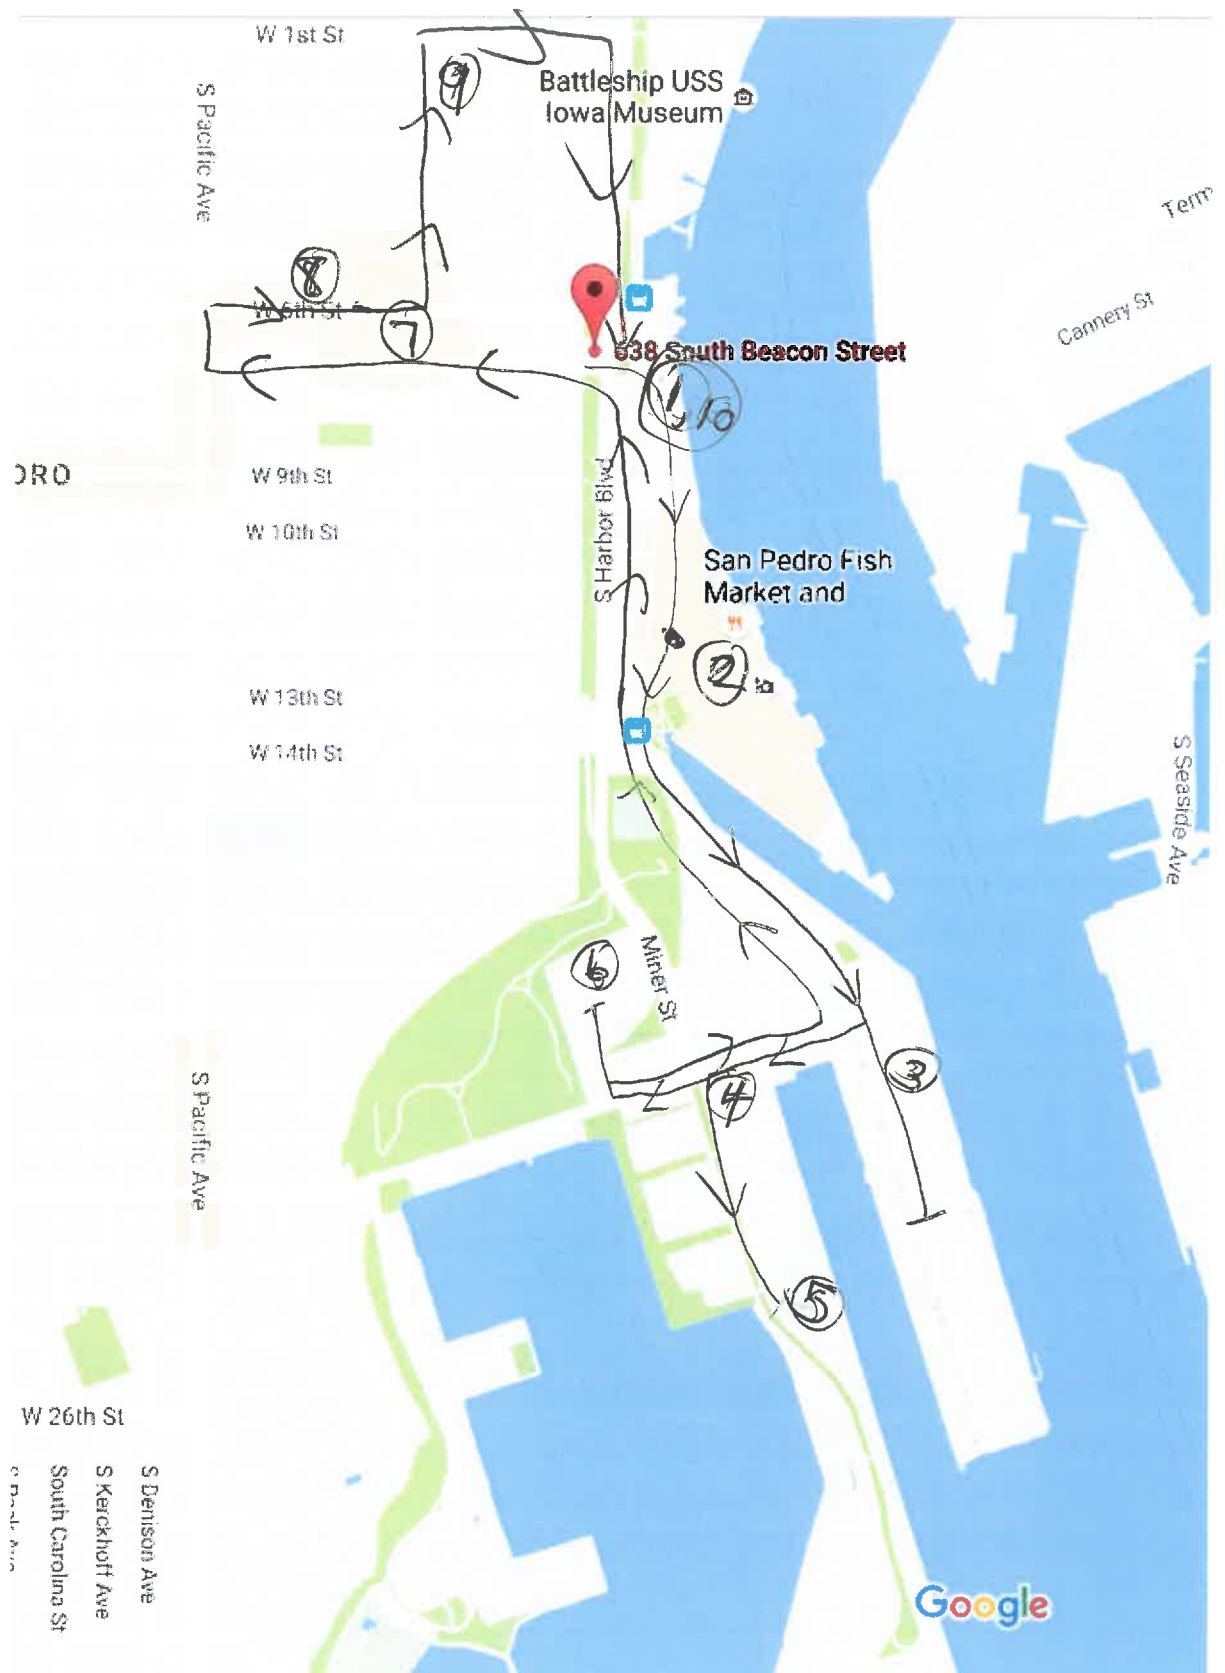 W 1st St
9
Battleship USS
Iowa Museum
S Pacific Ave
8
W 6th St
7
638 South Beacon Street
Cannery St
1, 10
W 9th St
W 10th St
S Harbor Blvd
San Pedro Fish
Market and
2
W 13th St
W 14th St
S Seaside Ave
6
Miner St
3
4
S Pacific Ave
5
W 26th St
S Denison Ave
S Kerckhoff Ave
South Carolina St
Google